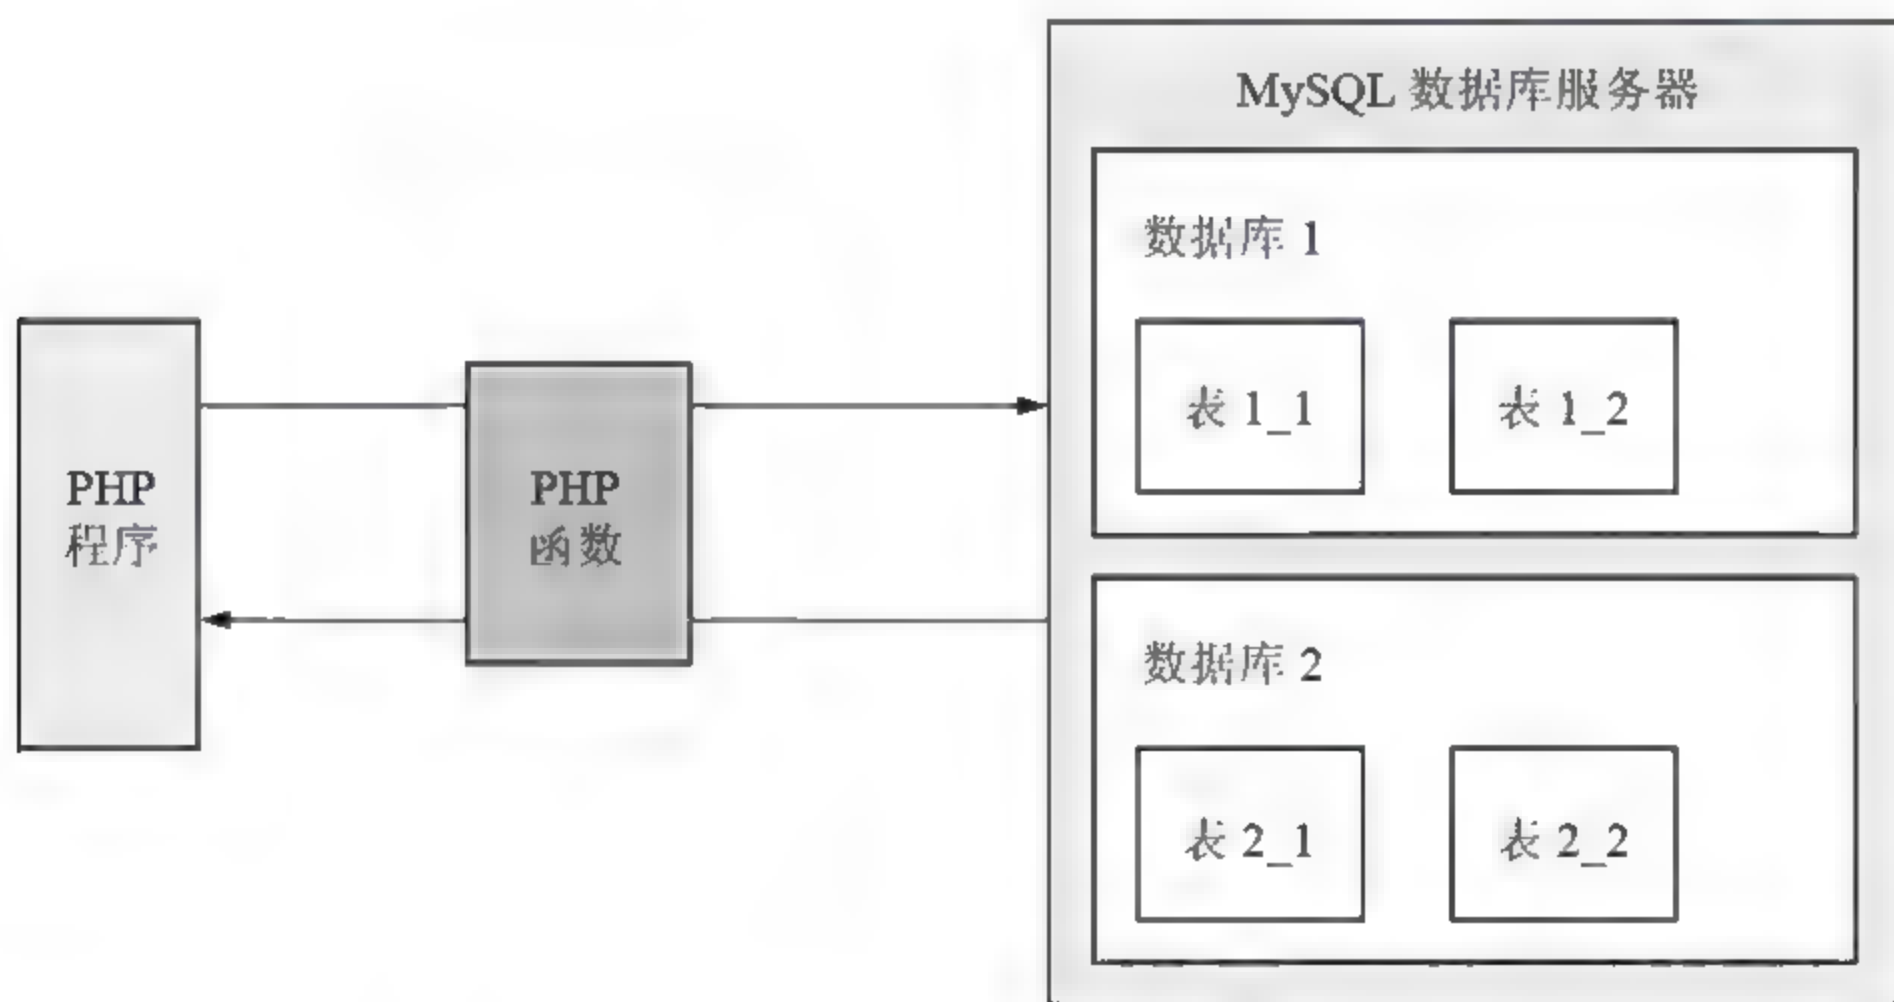 MySQL 数据库服务器
数据库 1
表 1_1
表 1_2
PHP
程序
PHP
函数
数据库 2
表 2_1
表 2_2